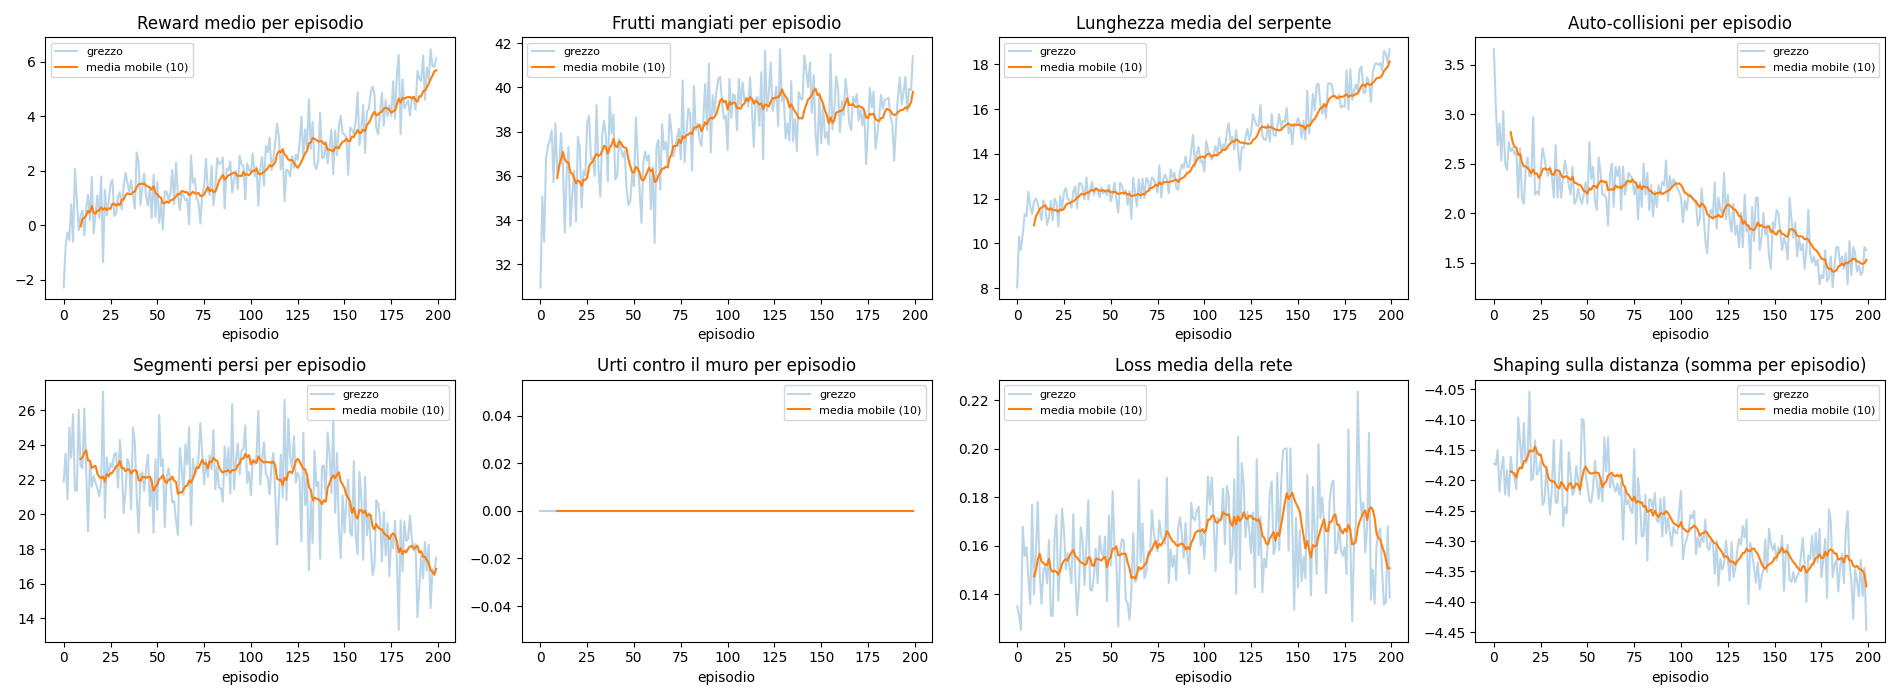 Reward medio per episodio
grezzo
media mobile (10)
6
4
2
0
−2
0 25 50 75 100 125 150 175 200
episodio
Frutti mangiati per episodio
grezzo
media mobile (10)
42
40
38
36
34
32
0 25 50 75 100 125 150 175 200
episodio
Lunghezza media del serpente
grezzo
media mobile (10)
18
16
14
12
10
8
0 25 50 75 100 125 150 175 200
episodio
Auto-collisioni per episodio
grezzo
media mobile (10)
3.5
3.0
2.5
2.0
1.5
0 25 50 75 100 125 150 175 200
episodio
Segmenti persi per episodio
grezzo
media mobile (10)
26
24
22
20
18
16
14
0 25 50 75 100 125 150 175 200
episodio
Urti contro il muro per episodio
grezzo
media mobile (10)
0.04
0.02
0.00
−0.02
−0.04
0 25 50 75 100 125 150 175 200
episodio
Loss media della rete
grezzo
media mobile (10)
0.22
0.20
0.18
0.16
0.14
0 25 50 75 100 125 150 175 200
episodio
Shaping sulla distanza (somma per episodio)
grezzo
media mobile (10)
−4.05
−4.10
−4.15
−4.20
−4.25
−4.30
−4.35
−4.40
−4.45
0 25 50 75 100 125 150 175 200
episodio